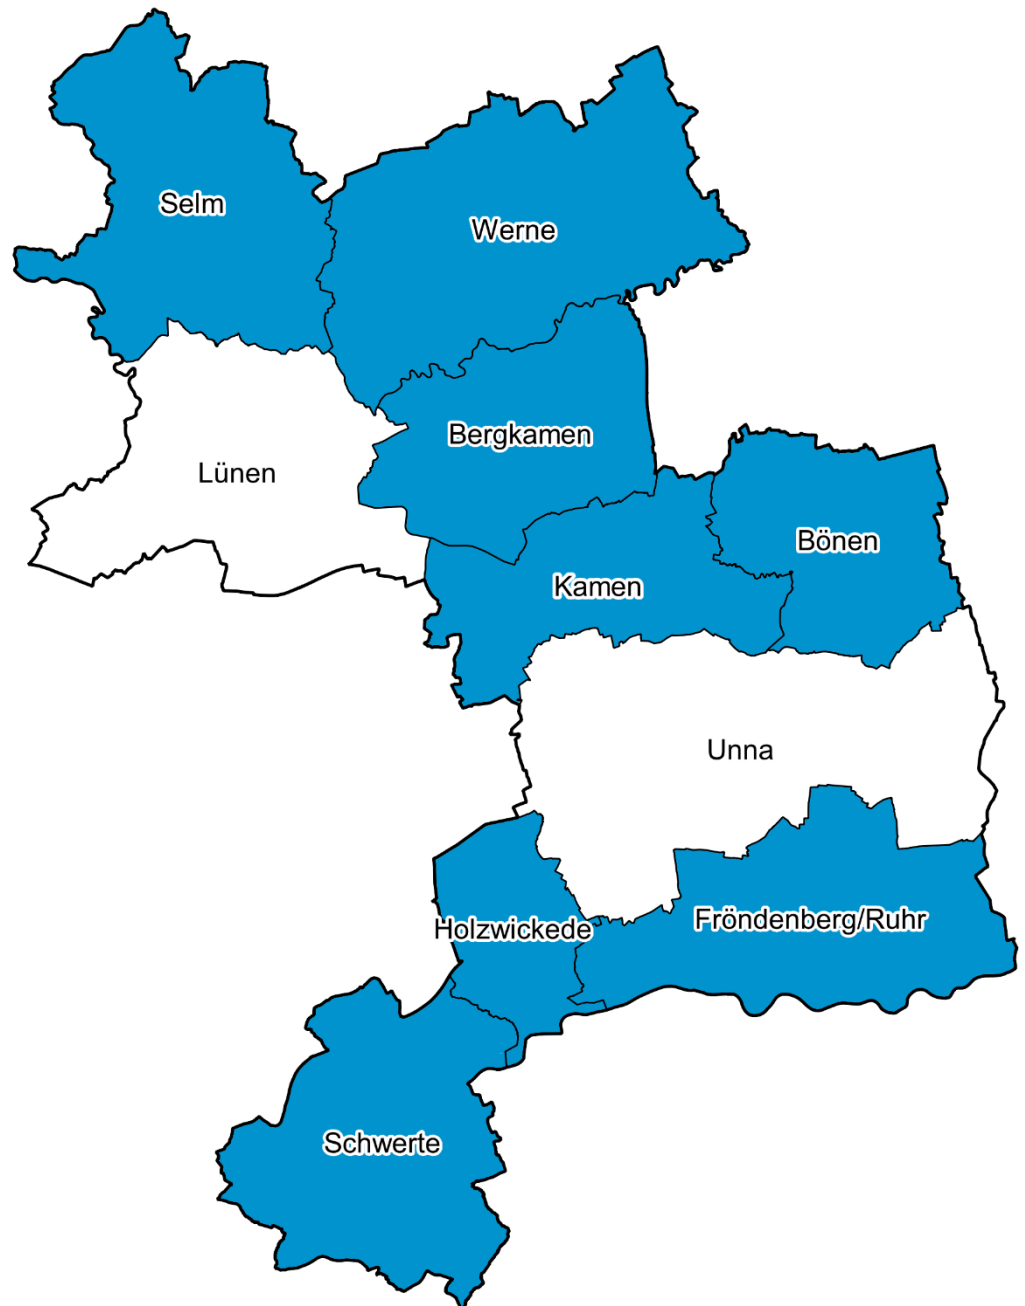 Selm
Werne
Bergkamen
Lünen
Bönen
Kamen
Unna
Fröndenberg/Ruhr
Holzwickede
Schwerte